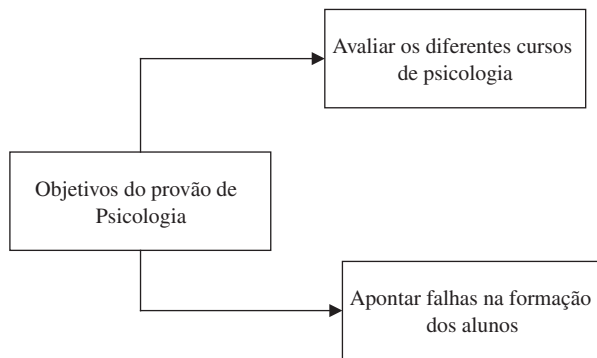 Avaliar os diferentes cursos
de psicologia
Objetivos do provão de
Psicologia
Apontar falhas na formação
dos alunos